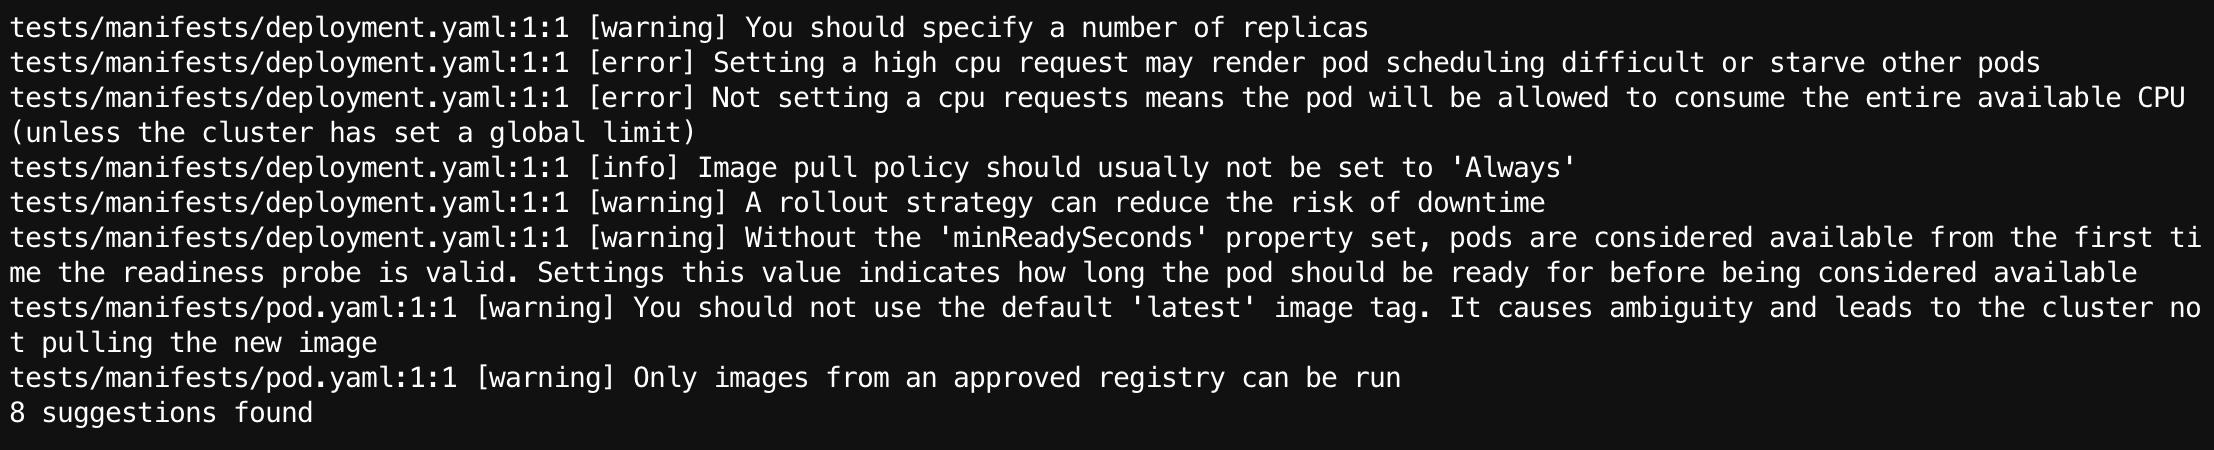 tests/manifests/deployment.yaml:1:1 [warning] You should specify a number of replicas
tests/manifests/deployment.yaml:1:1 [error] Setting a high cpu request may render pod scheduling difficult or starve other pods
tests/manifests/deployment.yaml:1:1 [error] Not setting a cpu requests means the pod will be allowed to consume the entire available CPU
(unless the cluster has set a global limit)
tests/manifests/deployment.yaml:1:1 [info] Image pull policy should usually not be set to 'Always'
tests/manifests/deployment.yaml:1:1 [warning] A rollout strategy can reduce the risk of downtime
tests/manifests/deployment.yaml:1:1 [warning] Without the 'minReadySeconds' property set, pods are considered available from the first ti
me the readiness probe is valid. Settings this value indicates how long the pod should be ready for before being considered available
tests/manifests/pod.yaml:1:1 [warning] You should not use the default 'latest' image tag. It causes ambiguity and leads to the cluster no
t pulling the new image
tests/manifests/pod.yaml:1:1 [warning] Only images from an approved registry can be run
8 suggestions found